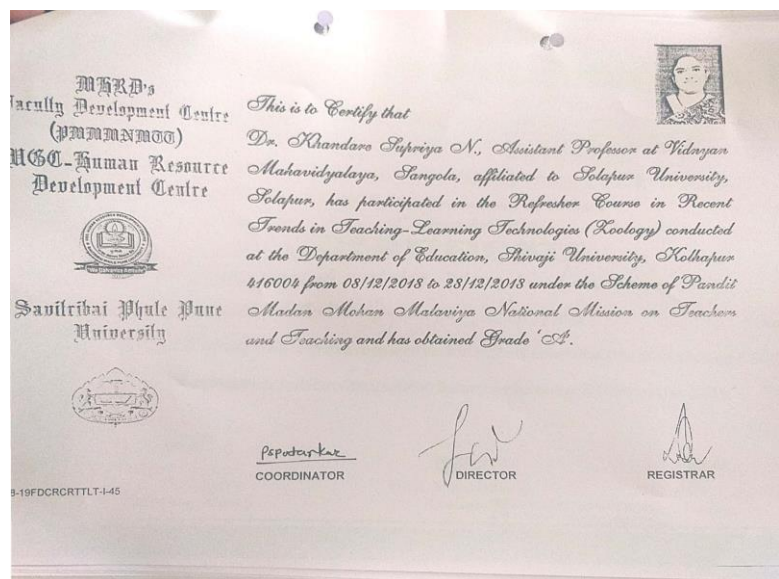 MHRD's
Faculty Development Centre
(PMMMNMTT)
UGC-Human Resource
Development Centre
Savitribai Phule Pune
University
This is to Certify that
Dr. Khandare Supriya N., Assistant Professor at Vidnyan
Mahavidyalaya, Sangola, affiliated to Solapur University,
Solapur, has participated in the Refresher Course in Recent
Trends in Teaching-Learning Technologies (Zoology) conducted
at the Department of Education, Shivaji University, Kolhapur
416004 from 08/12/2018 to 28/12/2018 under the Scheme of Pandit
Madan Mohan Malaviya National Mission on Teachers
and Teaching and has obtained Grade 'A'.
COORDINATOR
DIRECTOR
REGISTRAR
8-19FDCRCRTTLT-I-45